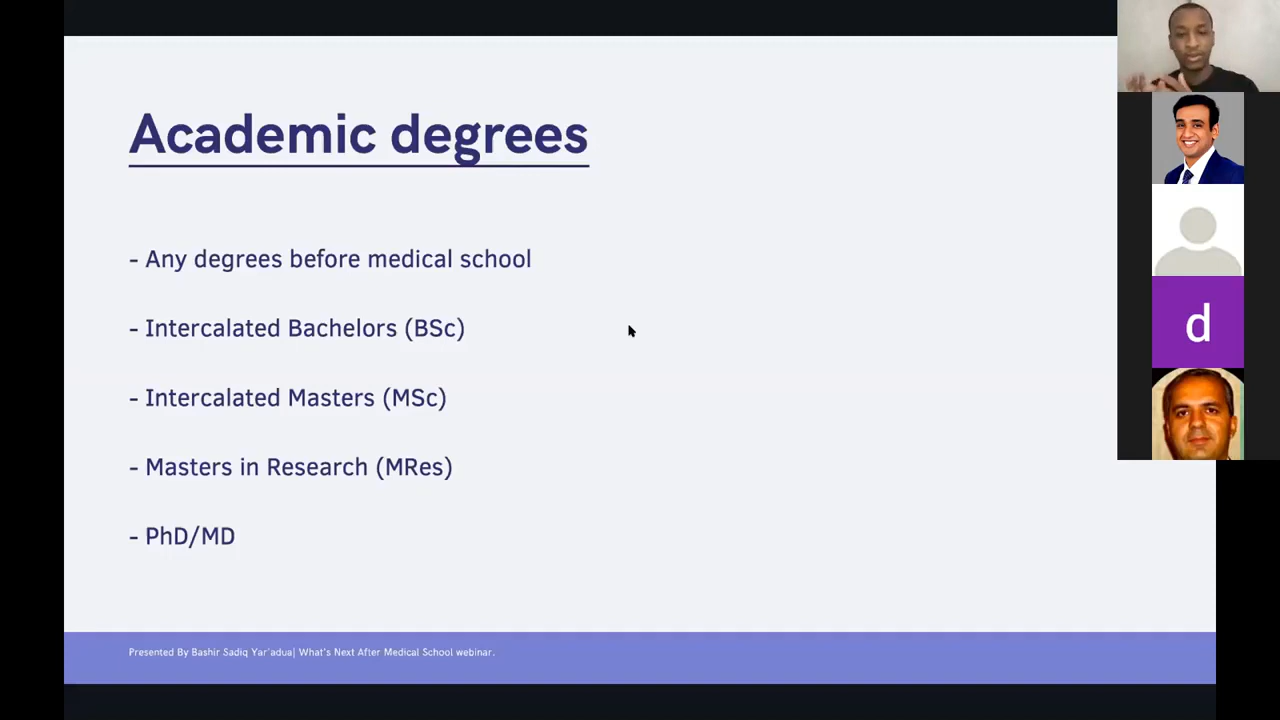 Academic degrees
- Any degrees before medical school
- Intercalated Bachelors (BSc)
- Intercalated Masters (MSc)
- Masters in Research (MRes)
- PhD/MD
Presented By Bashir Sadiq Yar'adua| What's Next After Medical School webinar.
d